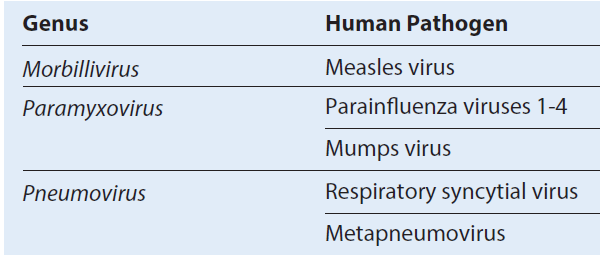 Genus Human Pathogen
Morbillivirus Measles virus
Paramyxovirus Parainfluenza viruses 1-4
Mumps virus
Pneumovirus Respiratory syncytial virus
Metapneumovirus